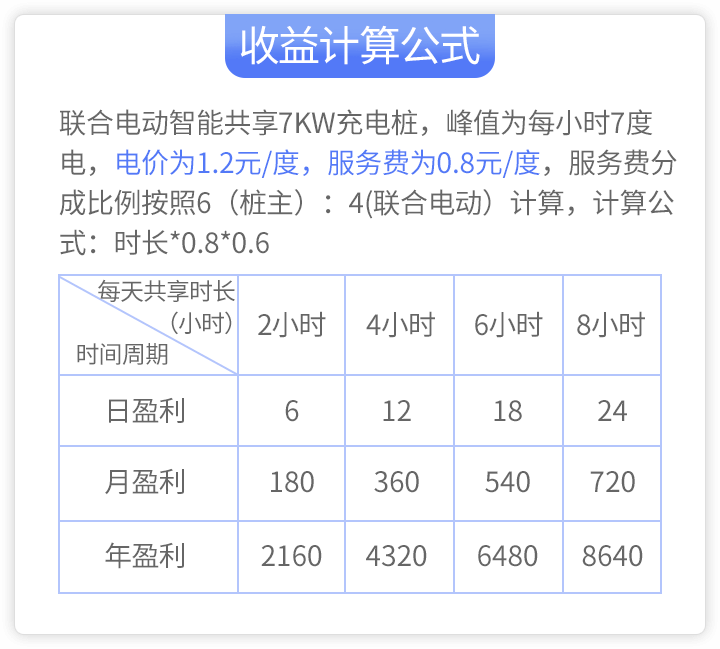 收益计算公式
联合电动智能共享7KW充电桩，峰值为每小时7度
电，电价为1.2元/度，服务费为0.8元/度，服务费分
成比例按照6（桩主）：4(联合电动）计算，计算公
式：时长*0.8*0.6
每天共享时长
（小时）
时间周期
2小时 4小时 6小时 8小时
日盈利 6 12 18 24
月盈利 180 360 540 720
年盈利 2160 4320 6480 8640